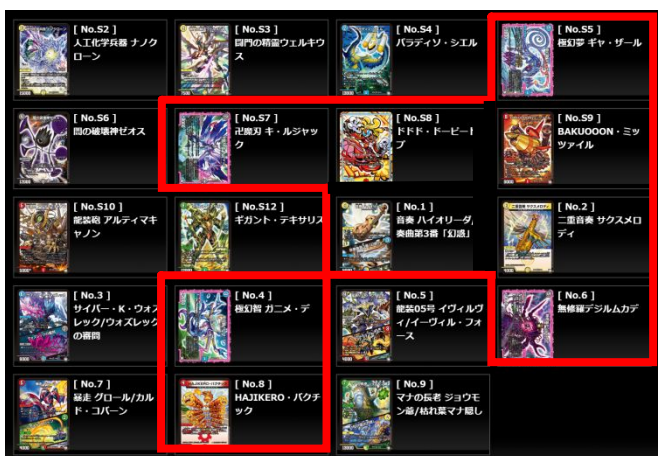 [ No.S2 ]
人工化学兵器 ナノク
ローン
[ No.S3 ]
闘門の精霊ウェルキウ
ス
[ No.S4 ]
パラディソ・シエル
[ No.S5 ]
極幻夢 ギャ・ザール
[ No.S6 ]
闇の破壊神ゼオス
[ No.S7 ]
卍魔刃 キ・ルジャッ
ク
[ No.S8 ]
ドドド・ドーピード
プ
[ No.S9 ]
BAKUOOON・ミッ
ツァイル
[ No.S10 ]
龍装砲 アルティマキ
ャノン
[ No.S12 ]
ギガント・テキサリス
[ No.1 ]
音奏 ハイオリーダ/
奏曲第3番「幻惑」
[ No.2 ]
二重音奏 サクスメロ
ディ
[ No.3 ]
サイバー・K・ウォズ
レック/ウォズレック
の審問
[ No.4 ]
極幻智 ガニメ・デ
[ No.5 ]
龍装05号 イヴィルヴ
ィ/イーヴィル・フォ
ース
[ No.6 ]
無修羅デジルムカデ
[ No.7 ]
暴走 グロール/カル
ド・コバーン
[ No.8 ]
HAJIKERO・バクチ
ック
[ No.9 ]
マナの長老 ジョウモ
ン爺/枯れ葉マナ隠し